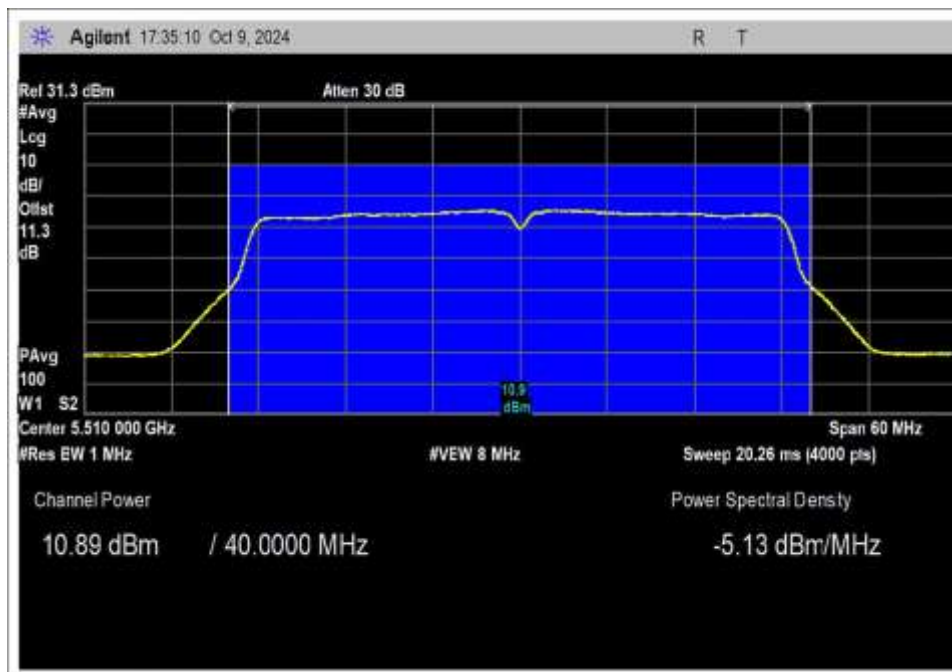 Agilent 17:35:10 Oct 9, 2024 R T
Ref 31.3 dBm Atten 30 dB
#Avg
Log
10
dB/
Offst
11.3
dB
PAvg
100
W1 S2
10.9
dBm
Center 5.510 000 GHz Span 60 MHz
#Res BW 1 MHz #VBW 8 MHz Sweep 20.26 ms (4000 pts)
Channel Power Power Spectral Density
10.89 dBm / 40.0000 MHz -5.13 dBm/MHz